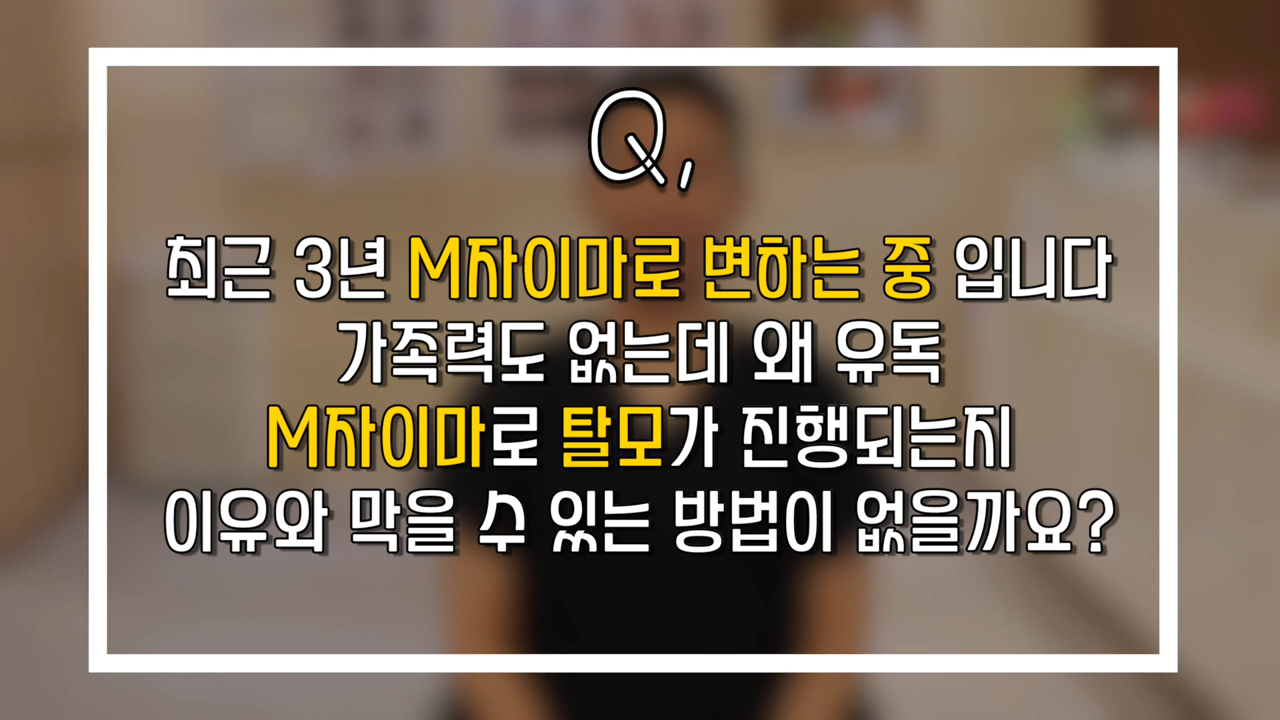 Q,
최근 3년 M자이마로 변하는 중 입니다
가족력도 없는데 왜 유독
M자이마로 탈모가 진행되는지
이유와 막을 수 있는 방법이 없을까요?